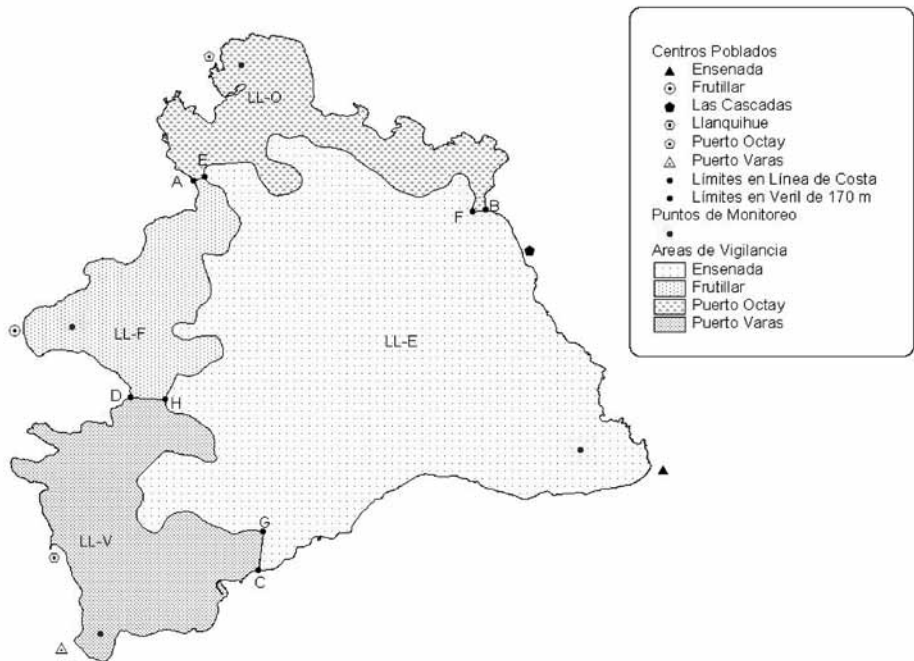 LL-O
E
A
F
B
LL-F
LL-E
D
H
G
LL-V
C
Centros Poblados
Ensenada
Frutillar
Las Cascadas
Llanquihue
Puerto Octay
Puerto Varas
Límites en Línea de Costa
Límites en Veril de 170 m
Puntos de Monitoreo
Areas de Vigilancia
Ensenada
Frutillar
Puerto Octay
Puerto Varas